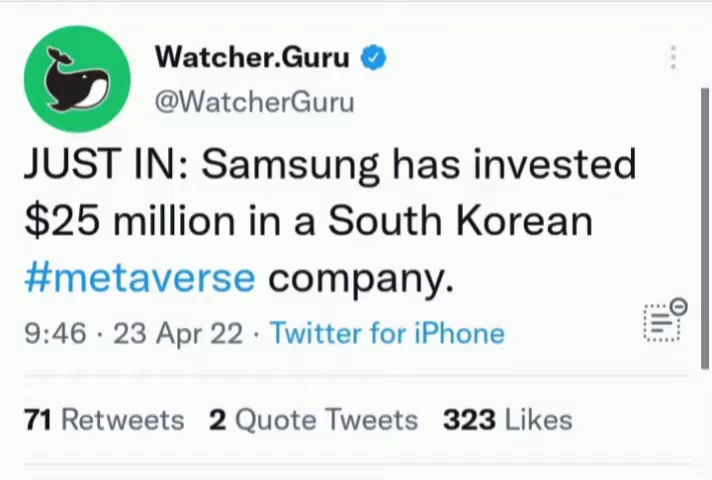 Watcher.Guru
@WatcherGuru
JUST IN: Samsung has invested
$25 million in a South Korean
#metaverse company.
9:46 · 23 Apr 22 · Twitter for iPhone
71 Retweets 2 Quote Tweets 323 Likes